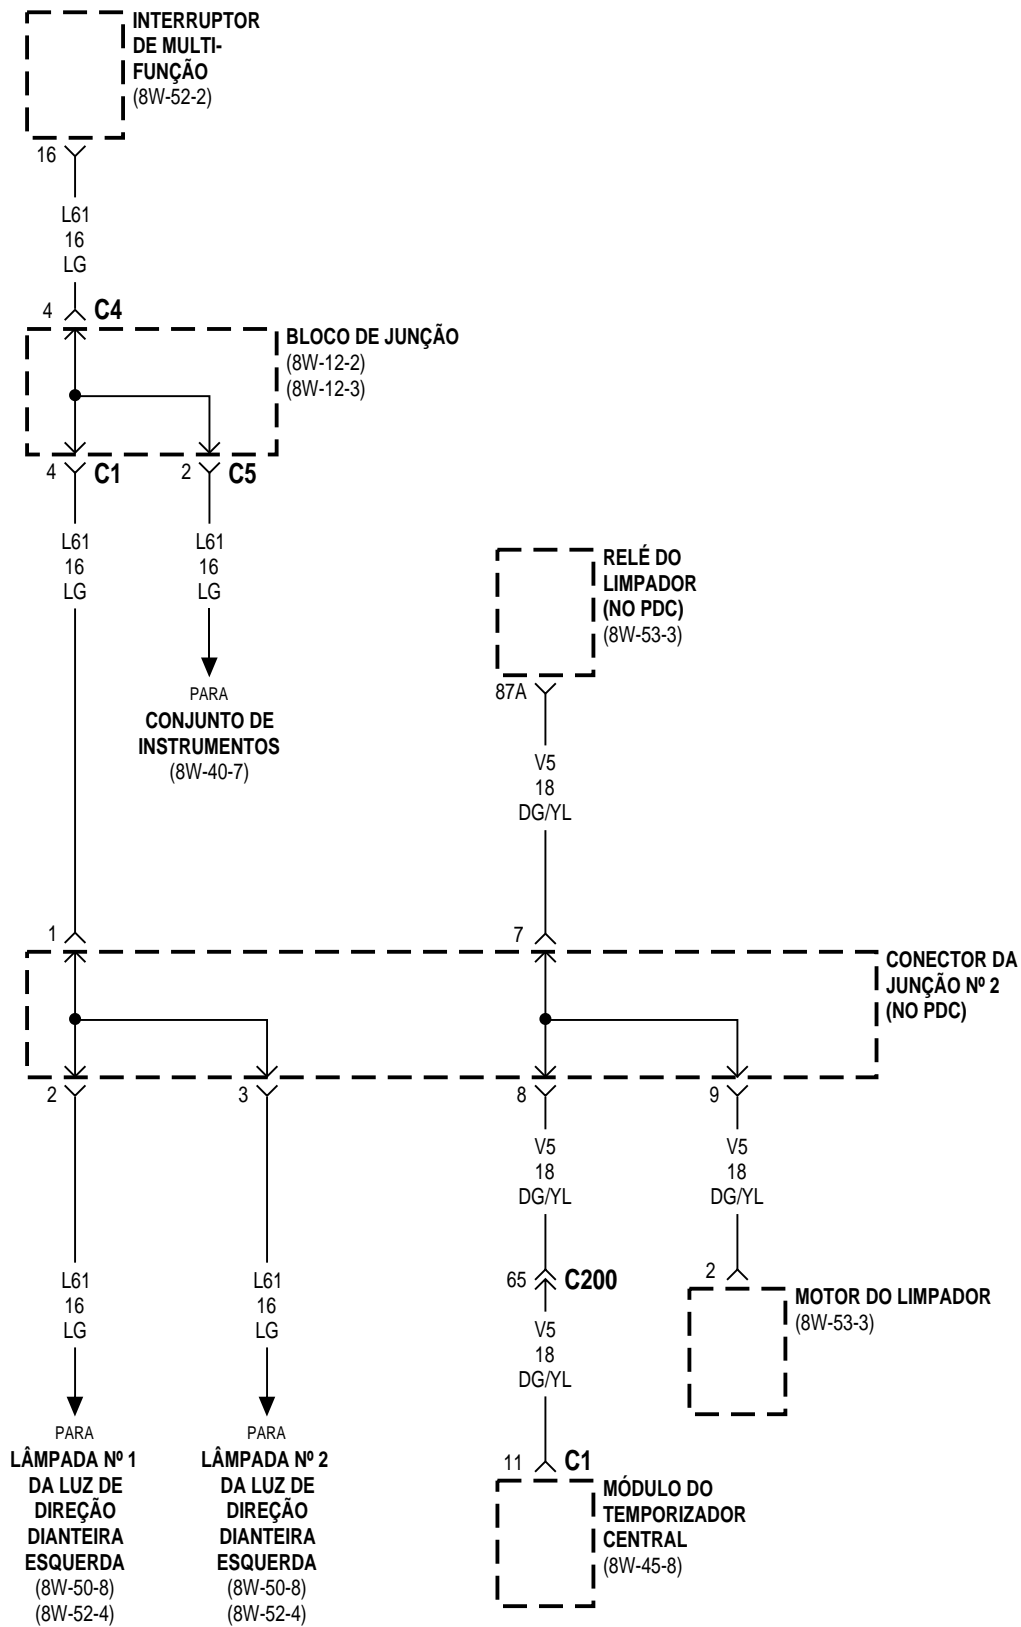 INTERRUPTOR
DE MULTI-
FUNÇÃO
(8W-52-2)
16
L61
16
LG
4 C4
BLOCO DE JUNÇÃO
(8W-12-2)
(8W-12-3)
4 C1
2 C5
L61
16
LG
L61
16
LG
PARA
CONJUNTO DE
INSTRUMENTOS
(8W-40-7)
RELÉ DO
LIMPADOR
(NO PDC)
(8W-53-3)
87A
V5
18
DG/YL
1
7
CONECTOR DA
JUNÇÃO Nº 2
(NO PDC)
2
3
8
9
L61
16
LG
PARA
LÂMPADA Nº 1
DA LUZ DE
DIREÇÃO
DIANTEIRA
ESQUERDA
(8W-50-8)
(8W-52-4)
L61
16
LG
PARA
LÂMPADA Nº 2
DA LUZ DE
DIREÇÃO
DIANTEIRA
ESQUERDA
(8W-50-8)
(8W-52-4)
V5
18
DG/YL
65 C200
V5
18
DG/YL
11 C1
MÓDULO DO
TEMPORIZADOR
CENTRAL
(8W-45-8)
V5
18
DG/YL
2
MOTOR DO LIMPADOR
(8W-53-3)